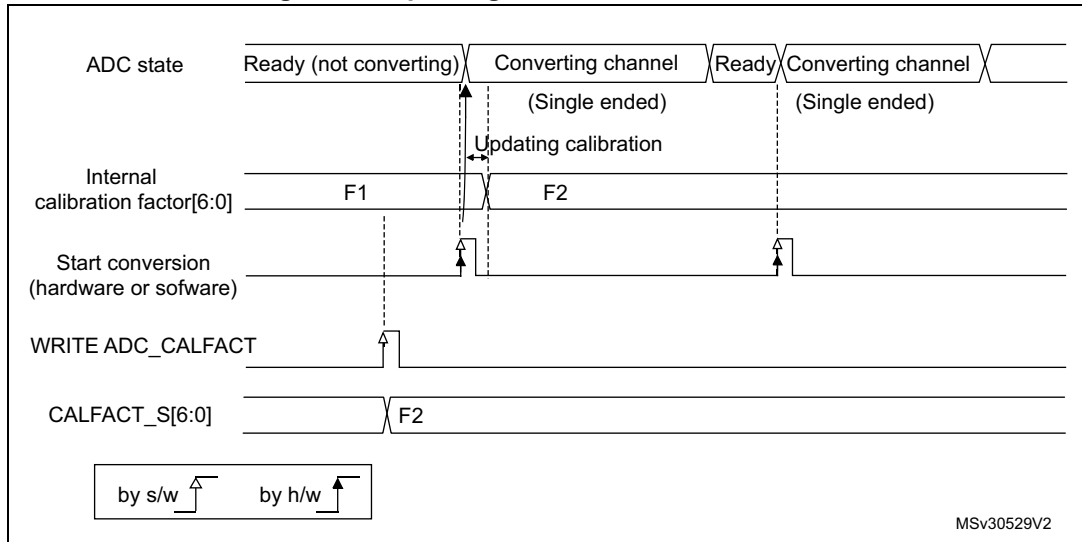 ADC state
Ready (not converting)
Converting channel
Ready
Converting channel
(Single ended)
(Single ended)
Updating calibration
Internal
calibration factor[6:0]
F1
F2
Start conversion
(hardware or sofware)
WRITE ADC_CALFACT
CALFACT_S[6:0]
F2
by s/w
by h/w
MSv30529V2